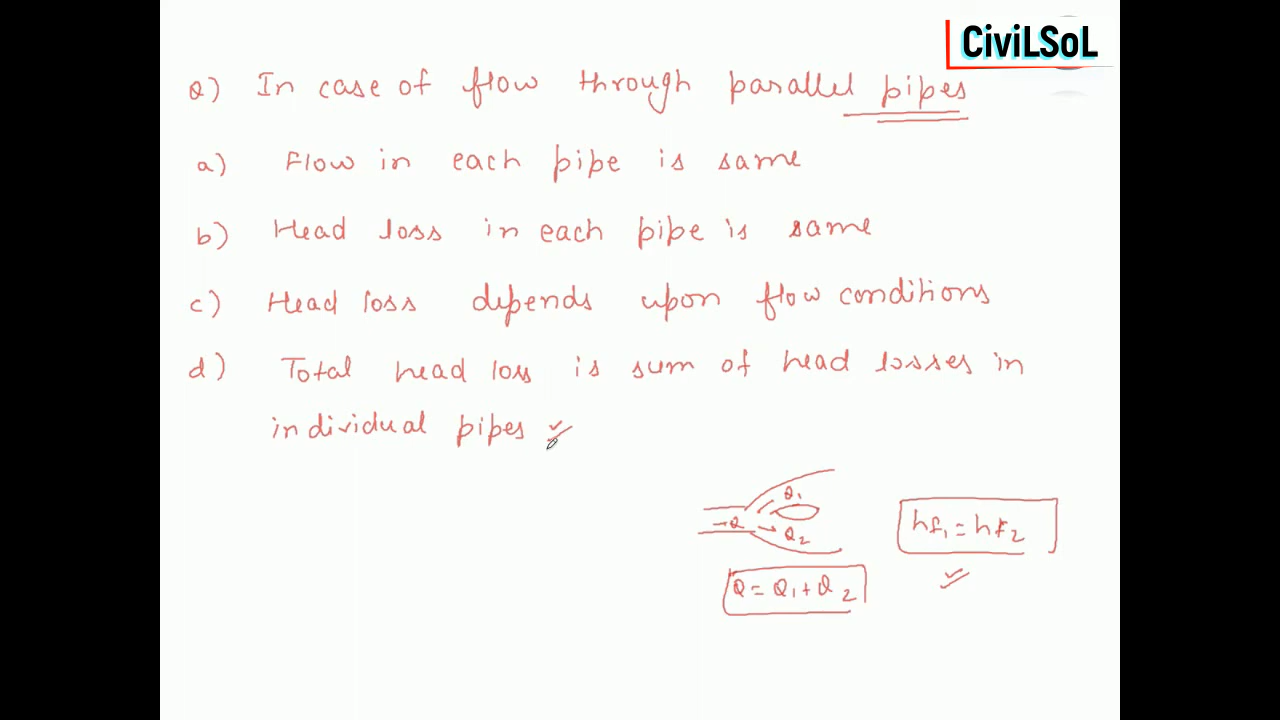 CiviLSoL
Q) In case of flow through parallel pipes
a) Flow in each pipe is same
b) Head loss in each pipe is same
c) Head loss depends upon flow conditions
d) Total head loss is sum of head losses in
individual pipes ✓
Q1
→Q
→ Q2
hf1 = hf2
✓
Q = Q1 + Q2